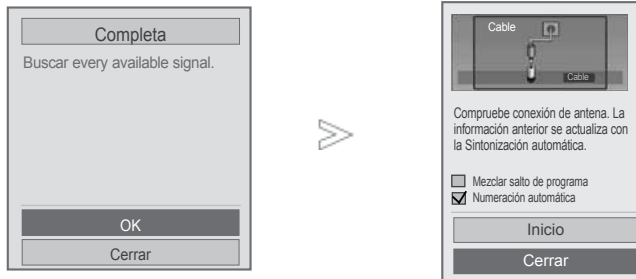 Completa
Buscar every available signal.
OK
Cerrar
Cable
Cable
Compruebe conexión de antena. La
información anterior se actualiza con
la Sintonización automática.
Mezclar salto de programa
Numeración automática
Inicio
Cerrar